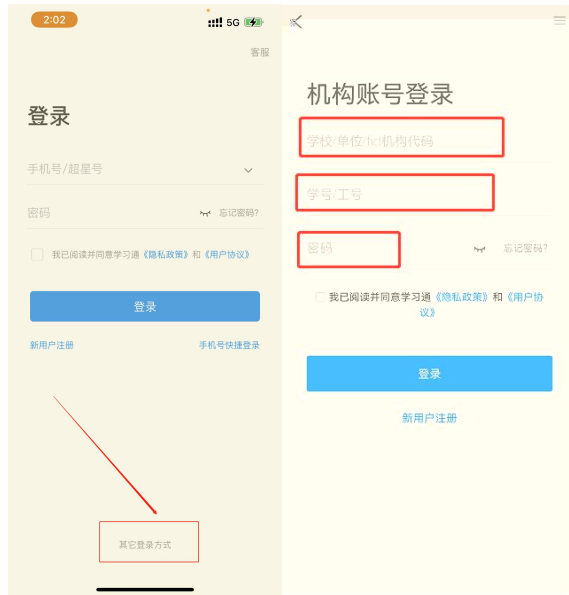 2:02
5G
客服
登录
手机号/超星号
密码
忘记密码?
我已阅读并同意学习通《隐私政策》和《用户协议》
登录
新用户注册
手机号快捷登录
其它登录方式
机构账号登录
学校/单位/fid机构代码
学号/工号
密码
忘记密码?
我已阅读并同意学习通《隐私政策》和《用户协
议》
登录
新用户注册